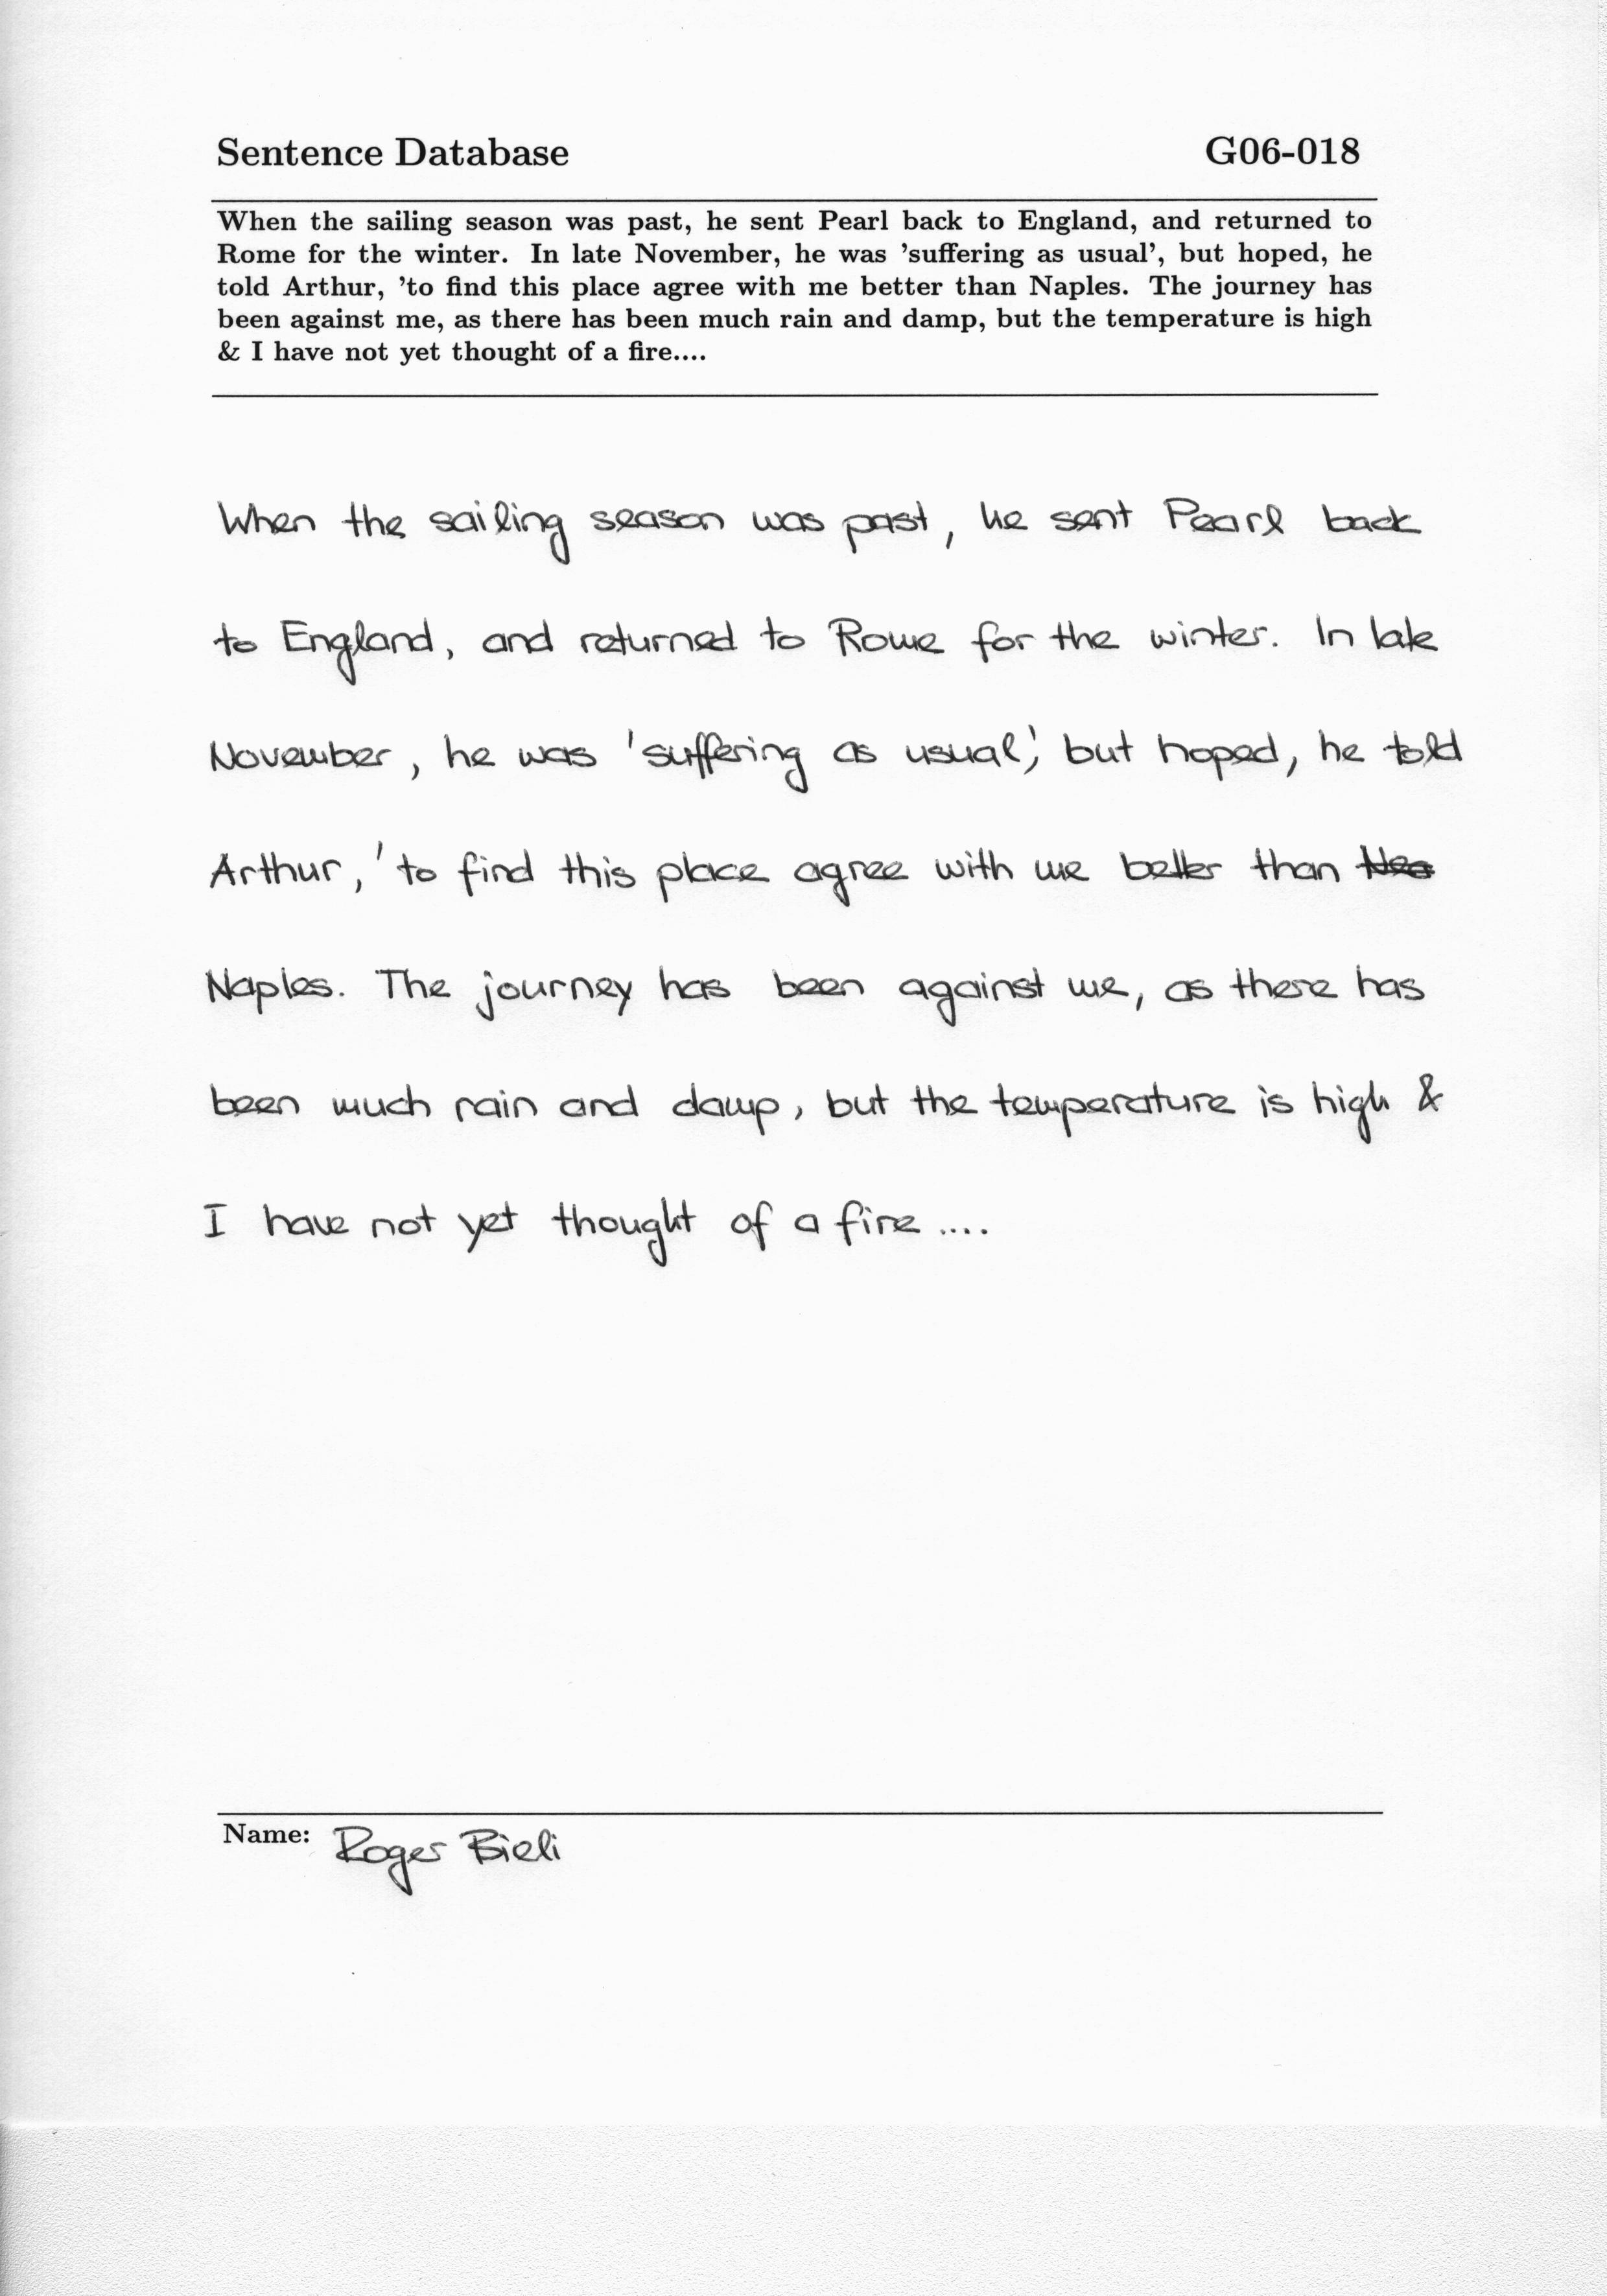 Sentence Database G06-018
When the sailing season was past, he sent Pearl back to England, and returned to
Rome for the winter. In late November, he was 'suffering as usual', but hoped, he
told Arthur, 'to find this place agree with me better than Naples. The journey has
been against me, as there has been much rain and damp, but the temperature is high
& I have not yet thought of a fire....
When the sailing season was past, he sent Pearl back
to England, and returned to Rome for the winter. In late
November, he was 'suffering as usual', but hoped, he told
Arthur, 'to find this place agree with me better than
Naples. The journey has been against me, as there has
been much rain and damp, but the temperature is high &
I have not yet thought of a fire ....
Name: Roger Bieli